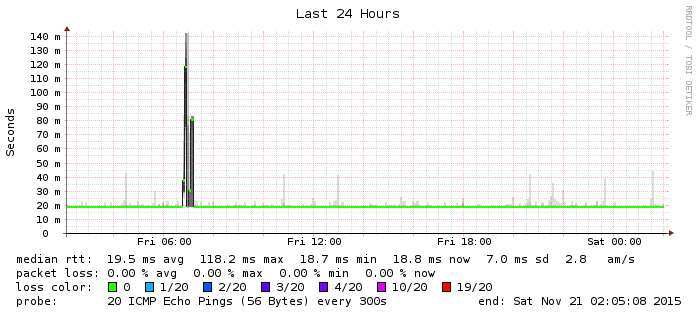 Last 24 Hours
RRDTOOL / TOBI OETIKER
Seconds
140 m
130 m
120 m
110 m
100 m
90 m
80 m
70 m
60 m
50 m
40 m
30 m
20 m
10 m
0
Fri 06:00 Fri 12:00 Fri 18:00 Sat 00:00
median rtt: 19.5 ms avg 118.2 ms max 18.7 ms min 18.8 ms now 7.0 ms sd 2.8 am/s
packet loss: 0.00 % avg 0.00 % max 0.00 % min 0.00 % now
loss color: 0 1/20 2/20 3/20 4/20 10/20 19/20
probe: 20 ICMP Echo Pings (56 Bytes) every 300s end: Sat Nov 21 02:05:08 2015